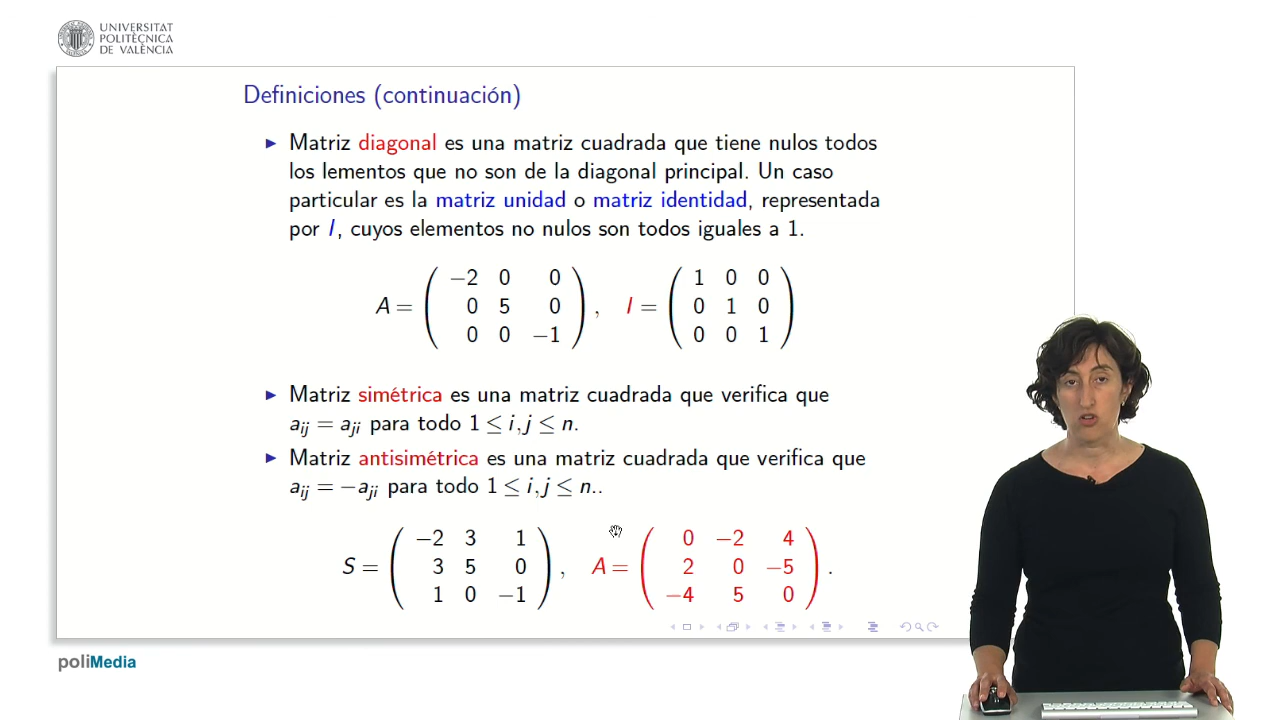 UNIVERSITAT
POLITÈCNICA
DE VALÈNCIA
Definiciones (continuación)
▶ Matriz diagonal es una matriz cuadrada que tiene nulos todos
los lementos que no son de la diagonal principal. Un caso
particular es la matriz unidad o matriz identidad, representada
por I, cuyos elementos no nulos son todos iguales a 1.
A = ( −2 0 0 ; 0 5 0 ; 0 0 −1 ), I = ( 1 0 0 ; 0 1 0 ; 0 0 1 )
▶ Matriz simétrica es una matriz cuadrada que verifica que
a_ij = a_ji para todo 1 ≤ i, j ≤ n.
▶ Matriz antisimétrica es una matriz cuadrada que verifica que
a_ij = −a_ji para todo 1 ≤ i, j ≤ n..
S = ( −2 3 1 ; 3 5 0 ; 1 0 −1 ), A = ( 0 −2 4 ; 2 0 −5 ; −4 5 0 ).
poliMedia